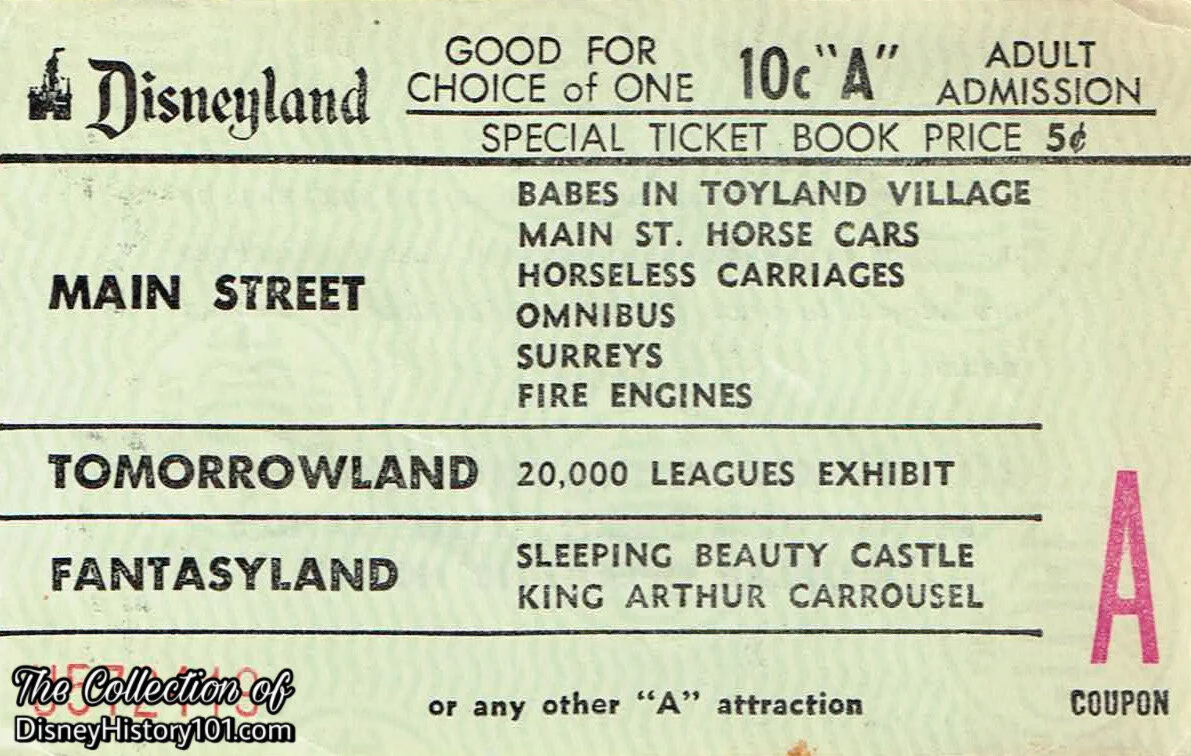 Disneyland
GOOD FOR
CHOICE of ONE
10c "A"
ADULT
ADMISSION
SPECIAL TICKET BOOK PRICE 5¢
MAIN STREET
BABES IN TOYLAND VILLAGE
MAIN ST. HORSE CARS
HORSELESS CARRIAGES
OMNIBUS
SURREYS
FIRE ENGINES
TOMORROWLAND
20,000 LEAGUES EXHIBIT
FANTASYLAND
SLEEPING BEAUTY CASTLE
KING ARTHUR CARROUSEL
A
COUPON
or any other "A" attraction
The Collection of
DisneyHistory101.com